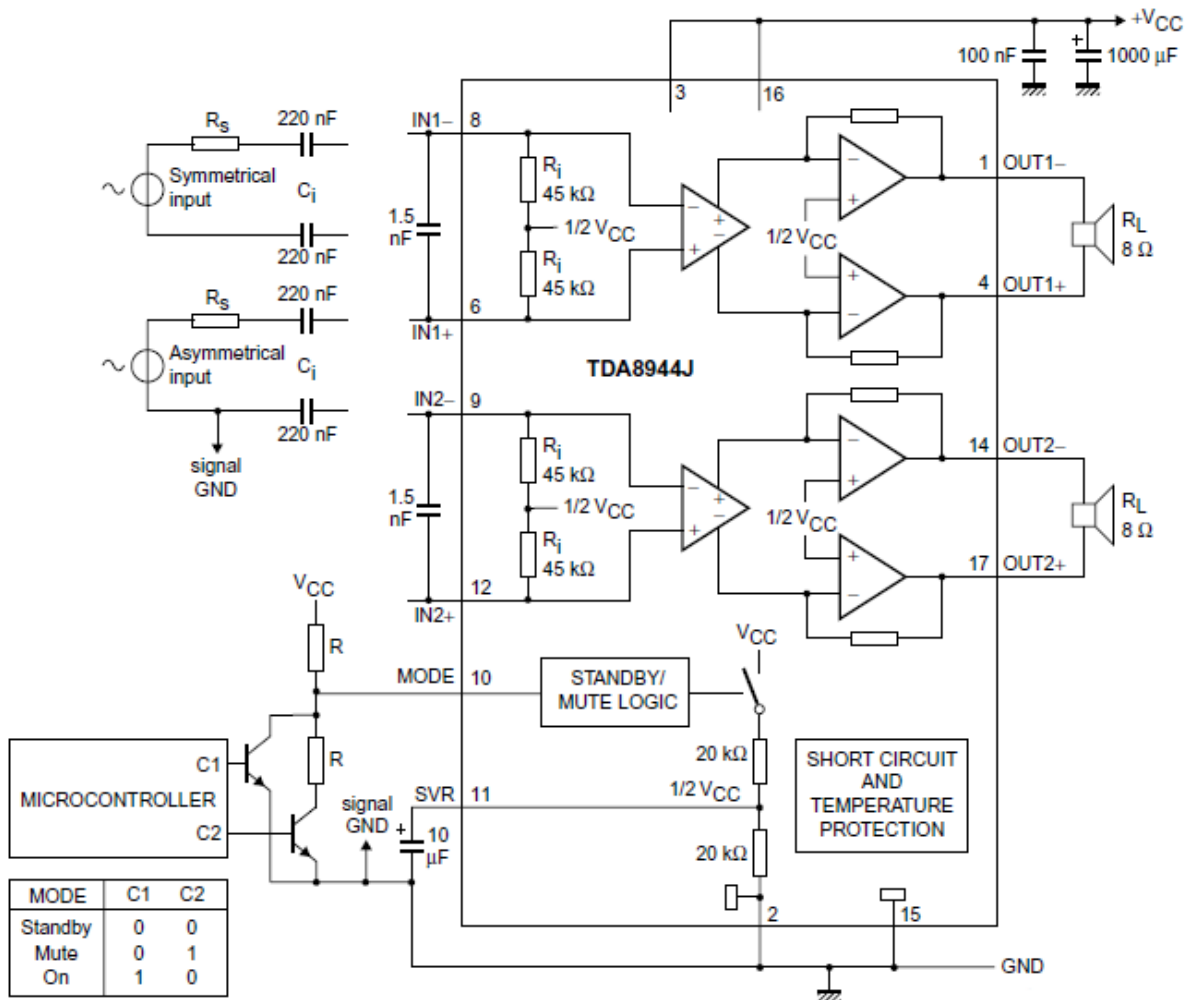 +VCC
100 nF
1000 µF
+
3
16
RS
220 nF
Symmetrical
input
Ci
220 nF
IN1−
8
Ri
45 kΩ
1.5
nF
1/2 VCC
Ri
45 kΩ
6
IN1+
−
+
+
−
−
+
1/2 VCC
+
−
1
OUT1−
RL
8 Ω
4
OUT1+
RS
220 nF
Asymmetrical
input
Ci
220 nF
signal
GND
TDA8944J
IN2−
9
Ri
45 kΩ
1.5
nF
1/2 VCC
Ri
45 kΩ
12
IN2+
−
+
+
−
−
+
1/2 VCC
+
−
14
OUT2−
RL
8 Ω
17
OUT2+
VCC
R
MODE
10
STANDBY/
MUTE LOGIC
VCC
R
C1
MICROCONTROLLER
C2
signal
GND
SVR
11
+
10
µF
20 kΩ
1/2 VCC
20 kΩ
SHORT CIRCUIT
AND
TEMPERATURE
PROTECTION
2
15
GND
MODE C1 C2
Standby 0 0
Mute 0 1
On 1 0